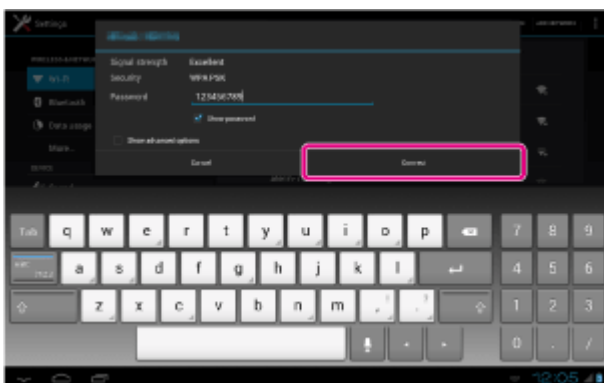 Settings
Signal strength Excellent
Security WPA PSK
Password 123456789
Show password
Show advanced options
Cancel Connect
Wi-Fi
Bluetooth
Data usage
More...
Tab q w e r t y u i o p 7 8 9
a s d f g h j k l 4 5 6
z x c v b n m , . 1 2 3
0 . /
12:05